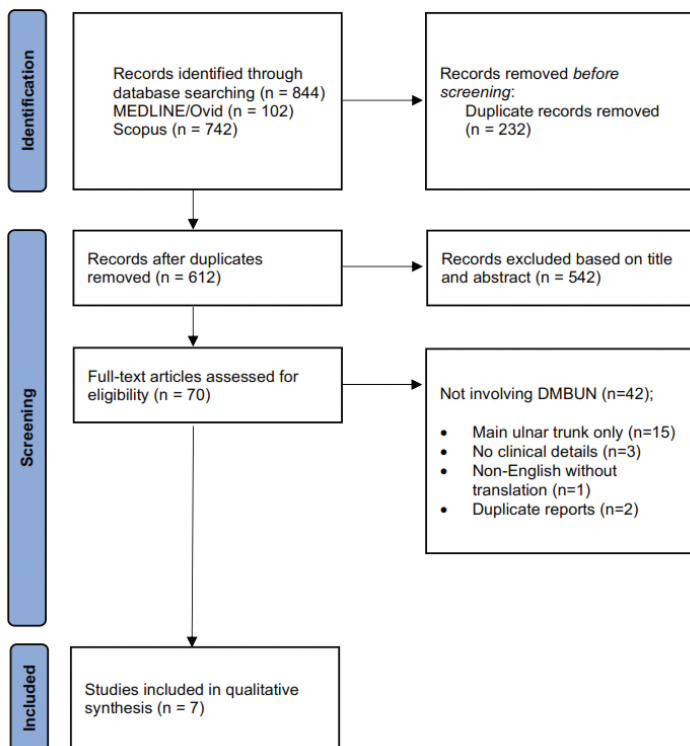 Identification
Records identified through
database searching (n = 844)
MEDLINE/Ovid (n = 102)
Scopus (n = 742)
Records removed before
screening:
Duplicate records removed
(n = 232)
Screening
Records after duplicates
removed (n = 612)
Records excluded based on title
and abstract (n = 542)
Full-text articles assessed for
eligibility (n = 70)
Not involving DMBUN (n=42);
• Main ulnar trunk only (n=15)
• No clinical details (n=3)
• Non-English without
translation (n=1)
• Duplicate reports (n=2)
Included
Studies included in qualitative
synthesis (n = 7)